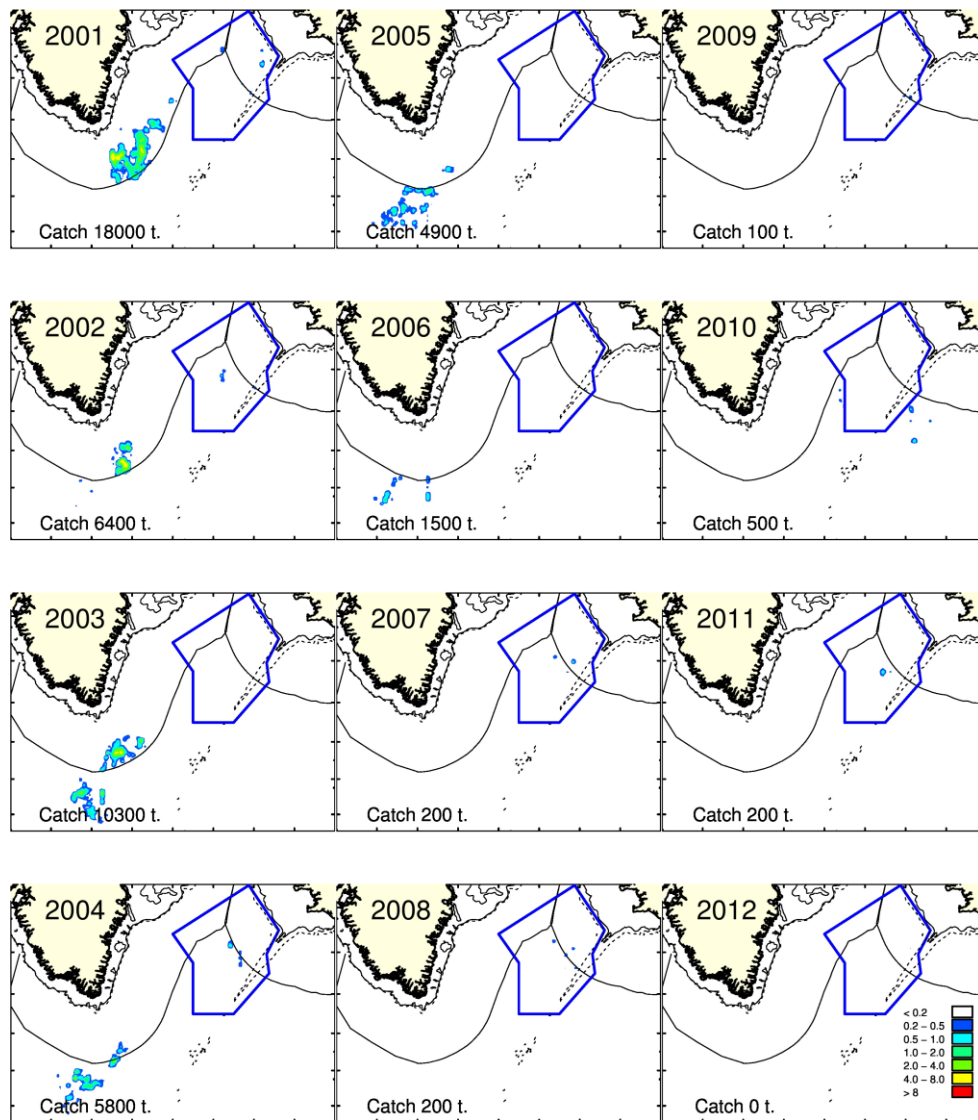 2001
Catch 18000 t.
2005
Catch 4900 t.
2009
Catch 100 t.
2002
Catch 6400 t.
2006
Catch 1500 t.
2010
Catch 500 t.
2003
Catch 10300 t.
2007
Catch 200 t.
2011
Catch 200 t.
2004
Catch 5800 t.
2008
Catch 200 t.
2012
Catch 0 t.
< 0.2
0.2 – 0.5
0.5 – 1.0
1.0 – 2.0
2.0 – 4.0
4.0 – 8.0
> 8